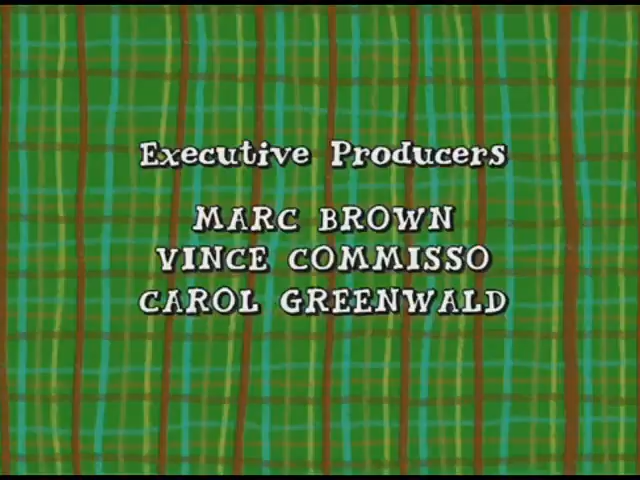 Executive Producers
MARC BROWN
VINCE COMMISSO
CAROL GREENWALD